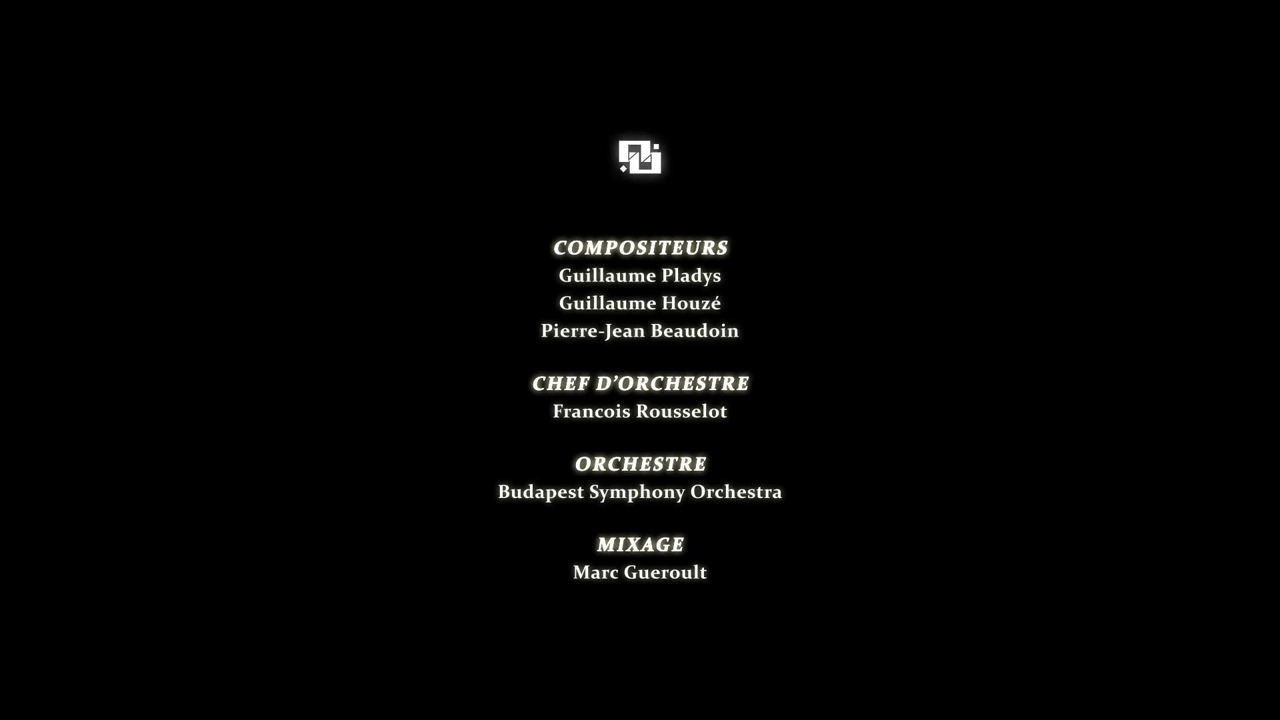 COMPOSITEURS
Guillaume Pladys
Guillaume Houzé
Pierre-Jean Beaudoin
CHEF D’ORCHESTRE
Francois Rousselot
ORCHESTRE
Budapest Symphony Orchestra
MIXAGE
Marc Gueroult